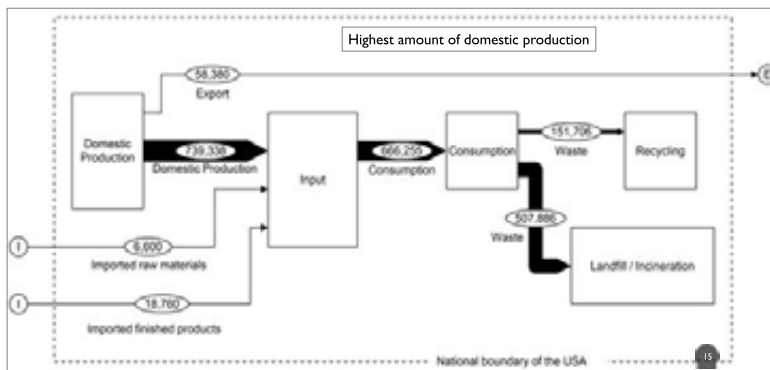 Highest amount of domestic production
58,380
Export
Domestic
Production
739,338
Domestic Production
Input
666,255
Consumption
Consumption
151,706
Waste
Recycling
507,886
Waste
Landfill / Incineration
I
6,600
Imported raw materials
I
18,760
Imported finished products
National boundary of the USA
15